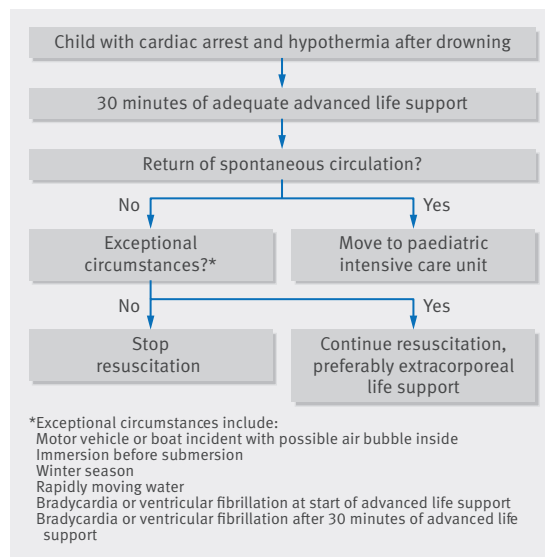 Child with cardiac arrest and hypothermia after drowning
30 minutes of adequate advanced life support
Return of spontaneous circulation?
No
Yes
Exceptional
circumstances?*
Move to paediatric
intensive care unit
No
Yes
Stop
resuscitation
Continue resuscitation,
preferably extracorporeal
life support
*Exceptional circumstances include:
Motor vehicle or boat incident with possible air bubble inside
Immersion before submersion
Winter season
Rapidly moving water
Bradycardia or ventricular fibrillation at start of advanced life support
Bradycardia or ventricular fibrillation after 30 minutes of advanced life
support